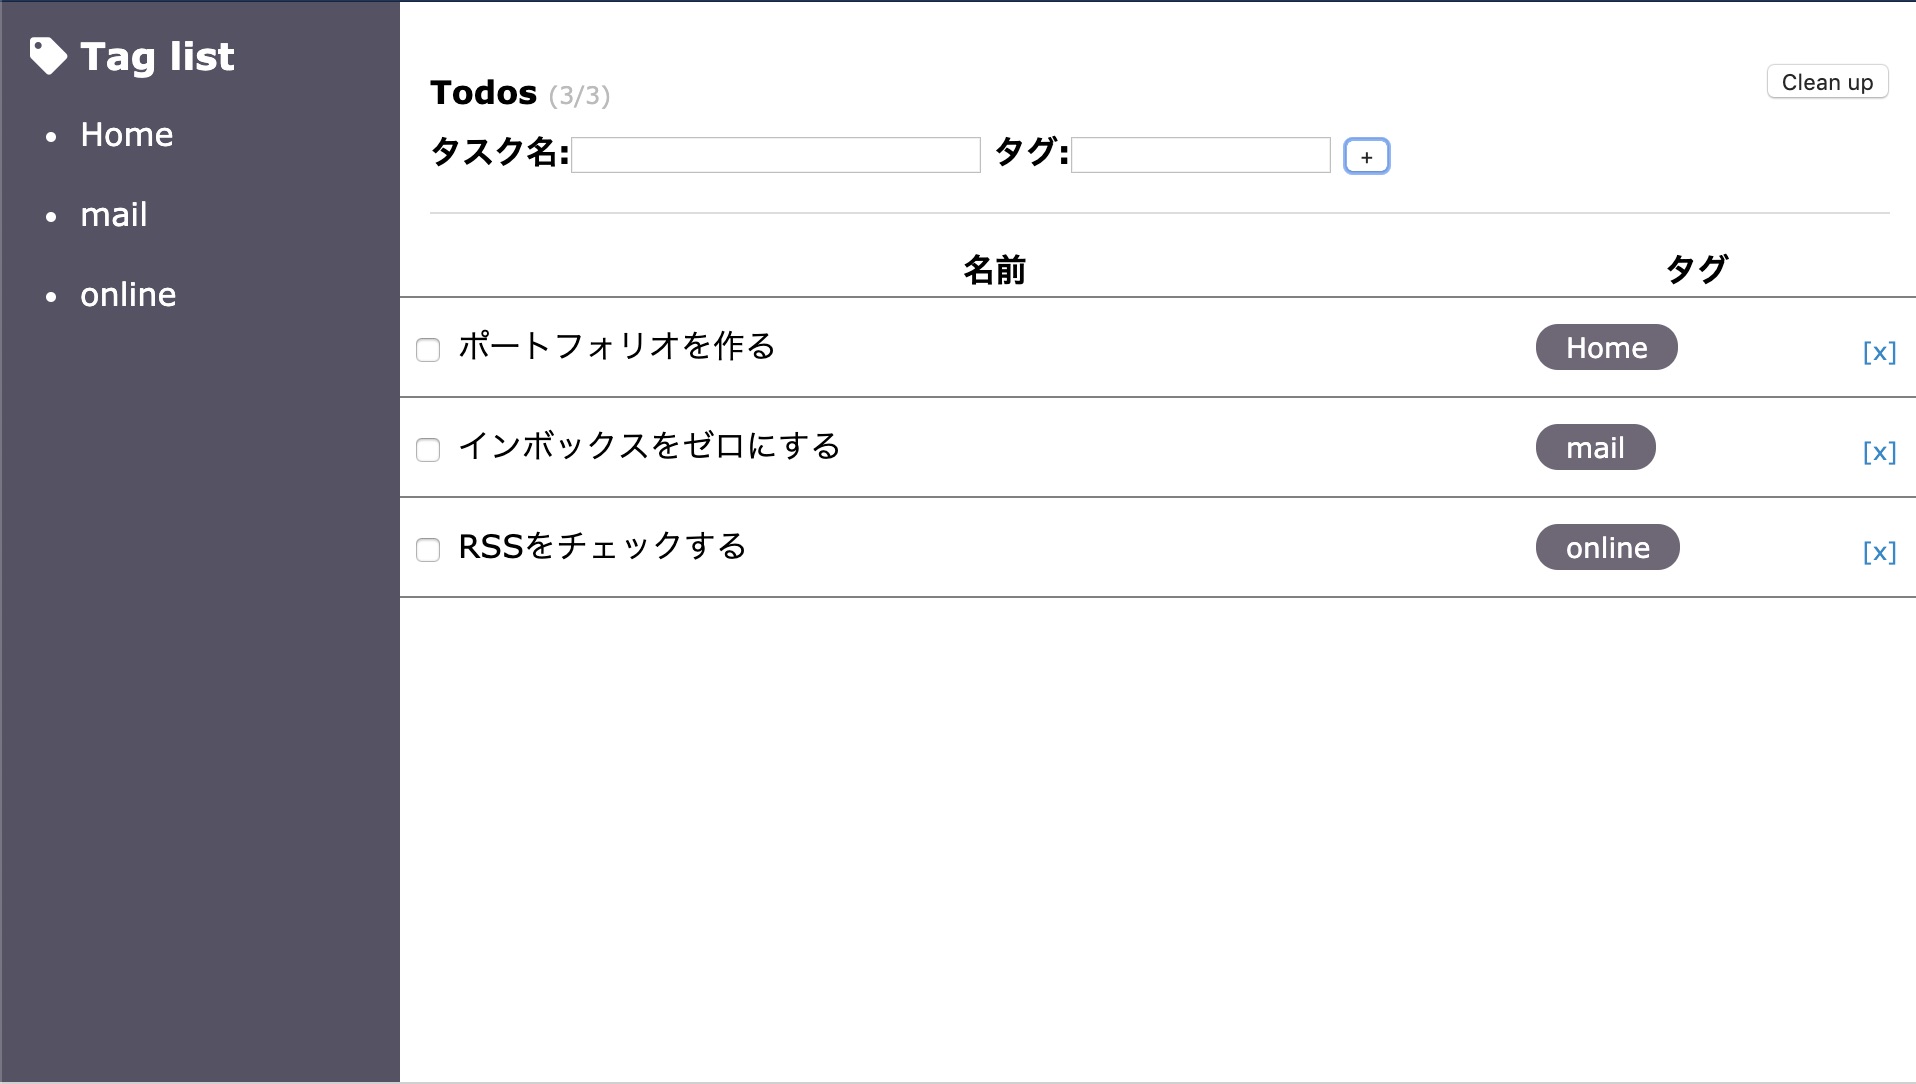 Tag list
Home
mail
online
Todos (3/3)
Clean up
タスク名: タグ: +
名前 タグ
ポートフォリオを作る Home [x]
インボックスをゼロにする mail [x]
RSSをチェックする online [x]